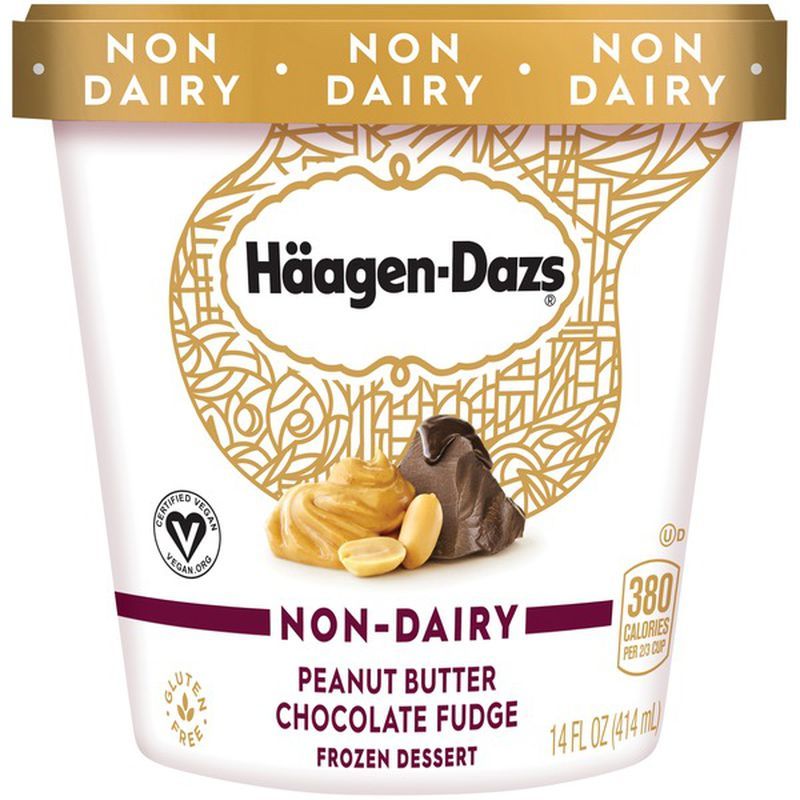 NON DAIRY • NON DAIRY • NON DAIRY
Häagen-Dazs®
CERTIFIED VEGAN
VEGAN.ORG
UD
NON-DAIRY
380
CALORIES
PER 2/3 CUP
PEANUT BUTTER
CHOCOLATE FUDGE
FROZEN DESSERT
GLUTEN
FREE
14 FL OZ (414 mL)